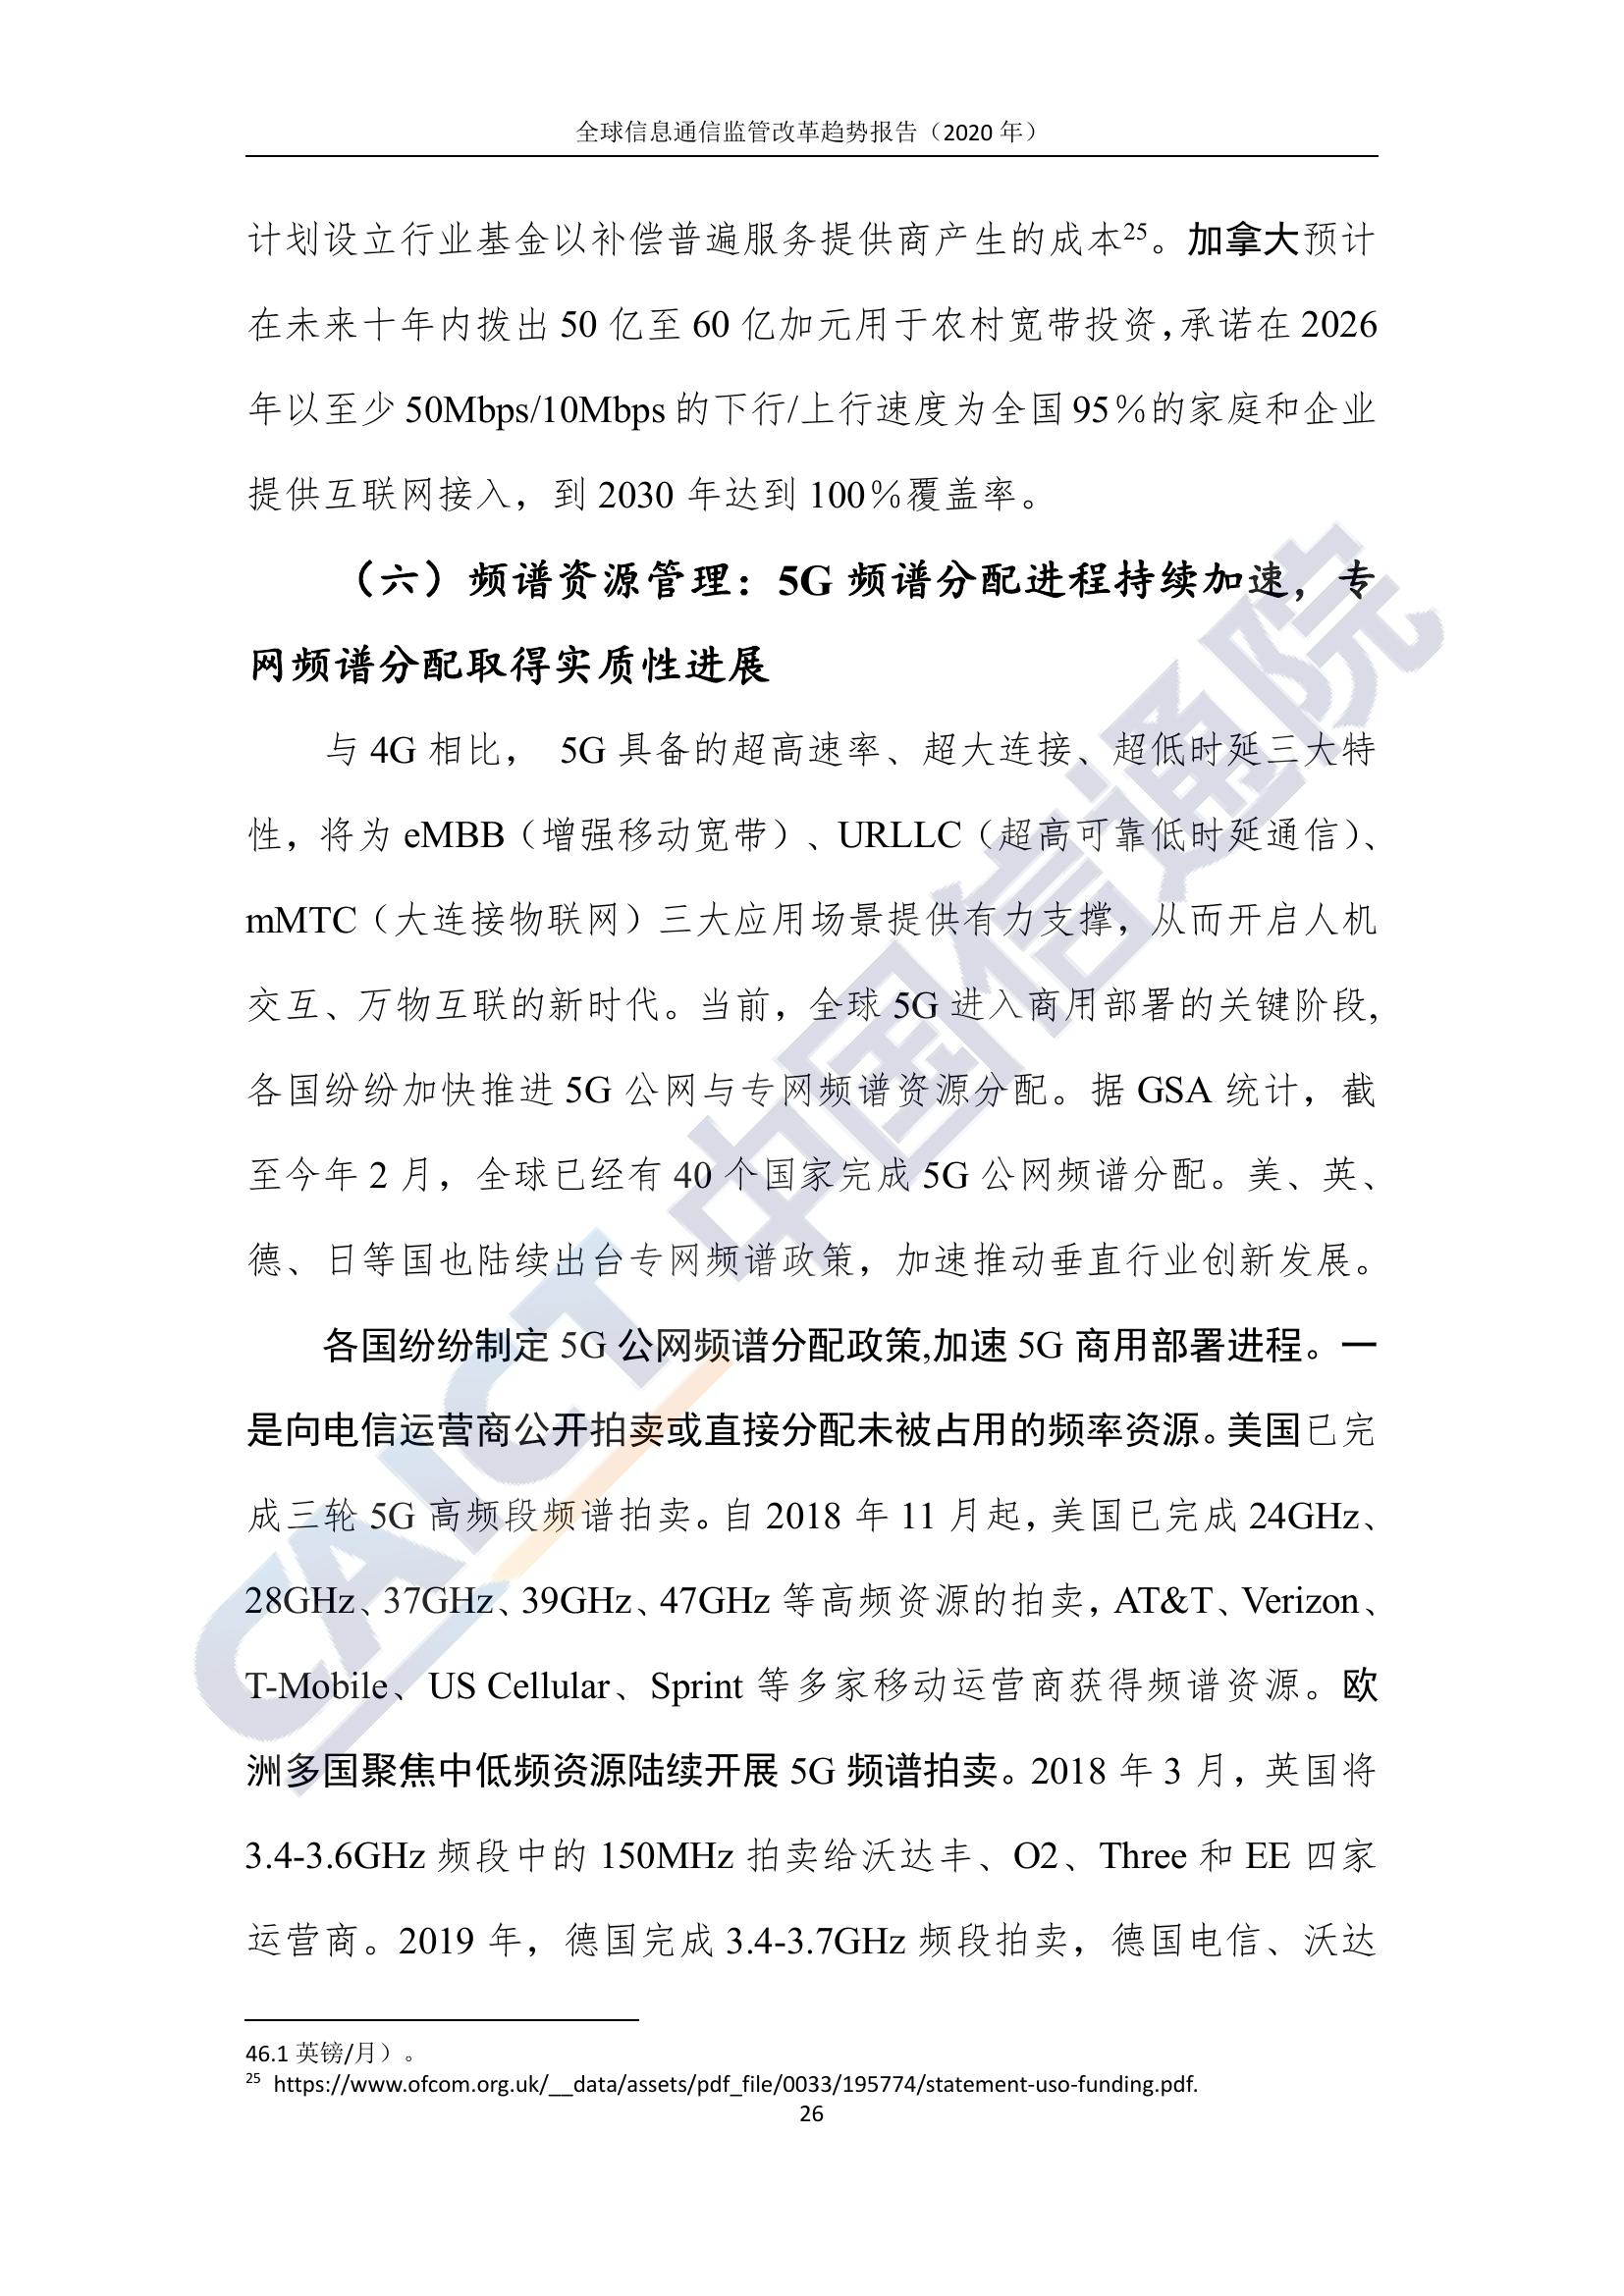 全球信息通信监管改革趋势报告（2020 年）
计划设立行业基金以补偿普遍服务提供商产生的成本25。加拿大预计
在未来十年内拨出 50 亿至 60 亿加元用于农村宽带投资，承诺在 2026
年以至少 50Mbps/10Mbps 的下行/上行速度为全国 95％的家庭和企业
提供互联网接入，到 2030 年达到 100％覆盖率。
（六）频谱资源管理：5G 频谱分配进程持续加速，专
网频谱分配取得实质性进展
与 4G 相比， 5G 具备的超高速率、超大连接、超低时延三大特
性，将为 eMBB（增强移动宽带）、URLLC（超高可靠低时延通信）、
mMTC（大连接物联网）三大应用场景提供有力支撑，从而开启人机
交互、万物互联的新时代。当前，全球 5G 进入商用部署的关键阶段，
各国纷纷加快推进 5G 公网与专网频谱资源分配。据 GSA 统计，截
至今年 2 月，全球已经有 40 个国家完成 5G 公网频谱分配。美、英、
德、日等国也陆续出台专网频谱政策，加速推动垂直行业创新发展。
各国纷纷制定 5G 公网频谱分配政策,加速 5G 商用部署进程。一
是向电信运营商公开拍卖或直接分配未被占用的频率资源。美国已完
成三轮 5G 高频段频谱拍卖。自 2018 年 11 月起，美国已完成 24GHz、
28GHz、37GHz、39GHz、47GHz 等高频资源的拍卖，AT&T、Verizon、
T-Mobile、US Cellular、Sprint 等多家移动运营商获得频谱资源。欧
洲多国聚焦中低频资源陆续开展 5G 频谱拍卖。2018 年 3 月，英国将
3.4-3.6GHz 频段中的 150MHz 拍卖给沃达丰、O2、Three 和 EE 四家
运营商。2019 年，德国完成 3.4-3.7GHz 频段拍卖，德国电信、沃达
46.1 英镑/月）。
25 https://www.ofcom.org.uk/__data/assets/pdf_file/0033/195774/statement-uso-funding.pdf.
26
CAICT 中国信通院